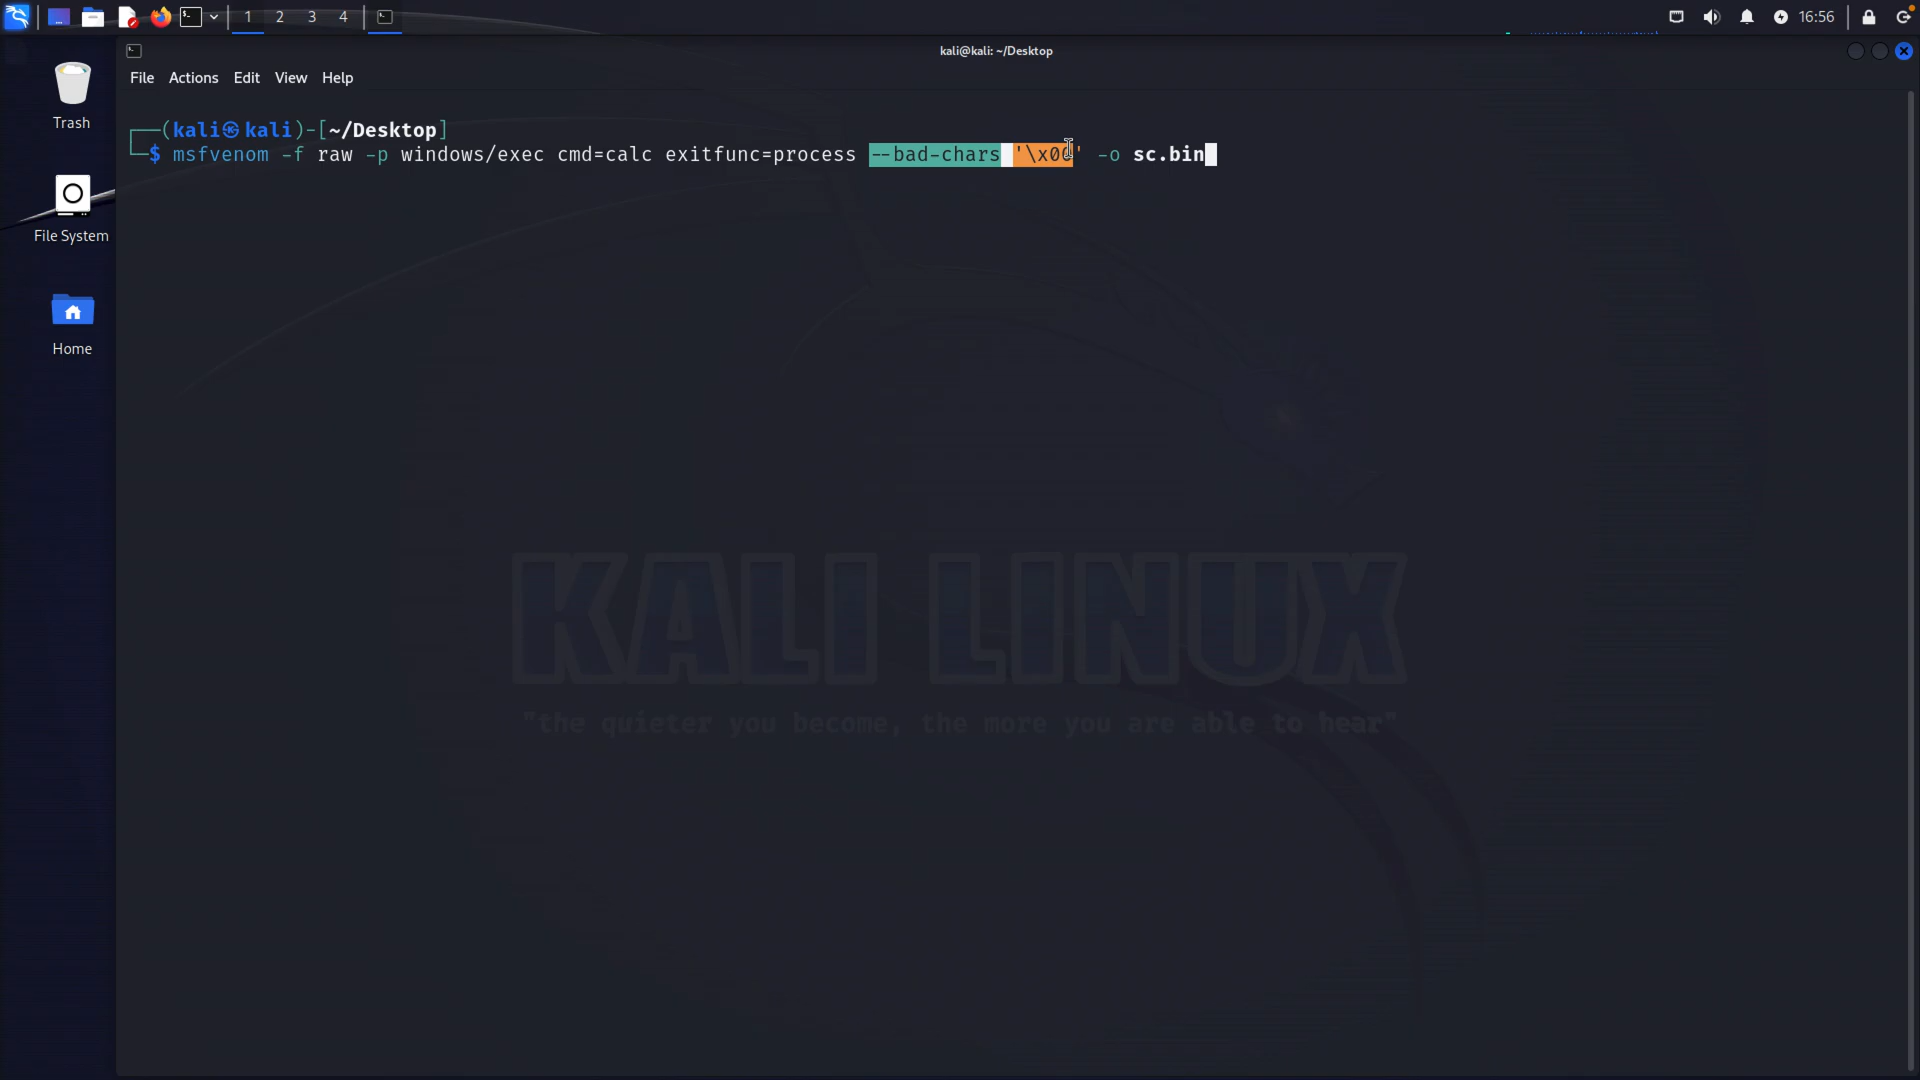 1 2 3 4
16:56
kali@kali: ~/Desktop
File Actions Edit View Help
Trash
File System
Home
┌──(kali㉿kali)-[~/Desktop]
└─$ msfvenom -f raw -p windows/exec cmd=calc exitfunc=process --bad-chars '\x00' -o sc.bin
KALI LINUX
"the quieter you become, the more you are able to hear"